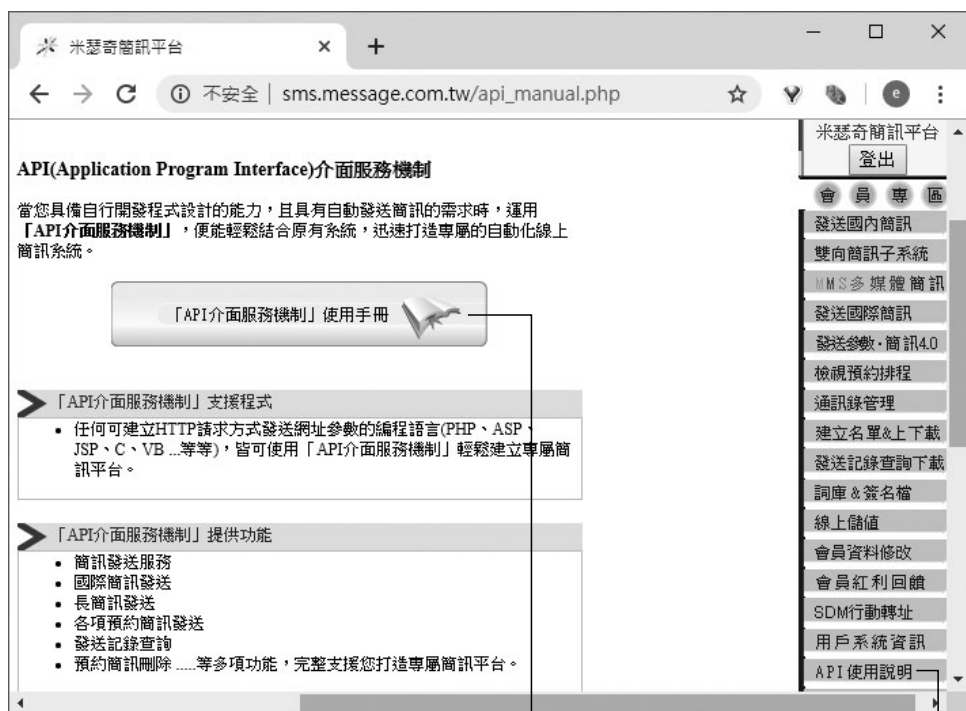 米瑟奇簡訊平台
不安全 | sms.message.com.tw/api_manual.php
e
API(Application Program Interface)介面服務機制
當您具備自行開發程式設計的能力，且具有自動發送簡訊的需求時，運用
「API介面服務機制」，便能輕鬆結合原有系統，迅速打造專屬的自動化線上
簡訊系統。
「API介面服務機制」使用手冊
「API介面服務機制」支援程式
• 任何可建立HTTP請求方式發送網址參數的編程語言(PHP、ASP、
JSP、C、VB ...等等)，皆可使用「API介面服務機制」輕鬆建立專屬簡
訊平台。
「API介面服務機制」提供功能
• 簡訊發送服務
• 國際簡訊發送
• 長簡訊發送
• 各項預約簡訊發送
• 發送記錄查詢
• 預約簡訊刪除 .....等多項功能，完整支援您打造專屬簡訊平台。
米瑟奇簡訊平台
登出
會員專區
發送國內簡訊
雙向簡訊子系統
MMS多媒體簡訊
發送國際簡訊
發送參數·簡訊4.0
檢視預約排程
通訊錄管理
建立名單&上下載
發送記錄查詢下載
詞庫&簽名檔
線上儲值
會員資料修改
會員紅利回饋
SDM行動轉址
用戶系統資訊
API使用說明